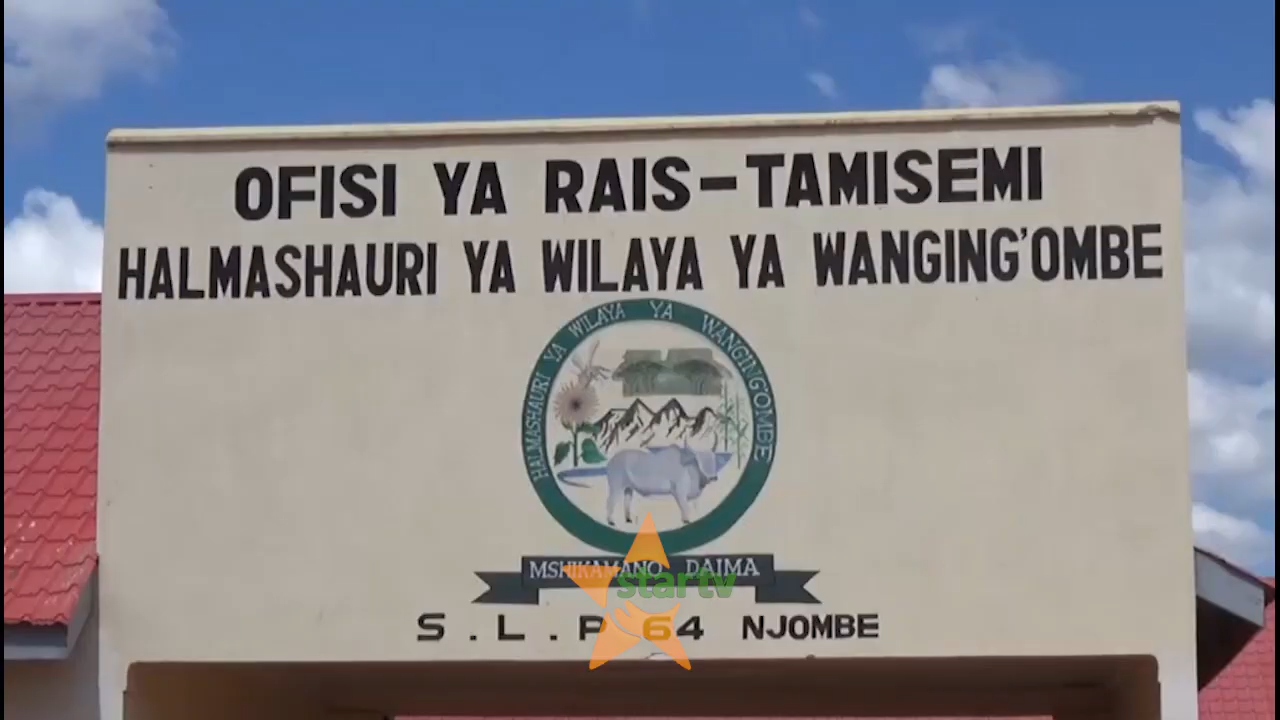 OFISI YA RAIS-TAMISEMI
HALMASHAURI YA WILAYA YA WANGING'OMBE
HALMASHAURI YA WILAYA YA WANGING'OMBE
MSHIKAMANO DAIMA
startv
S.L.P 64 NJOMBE